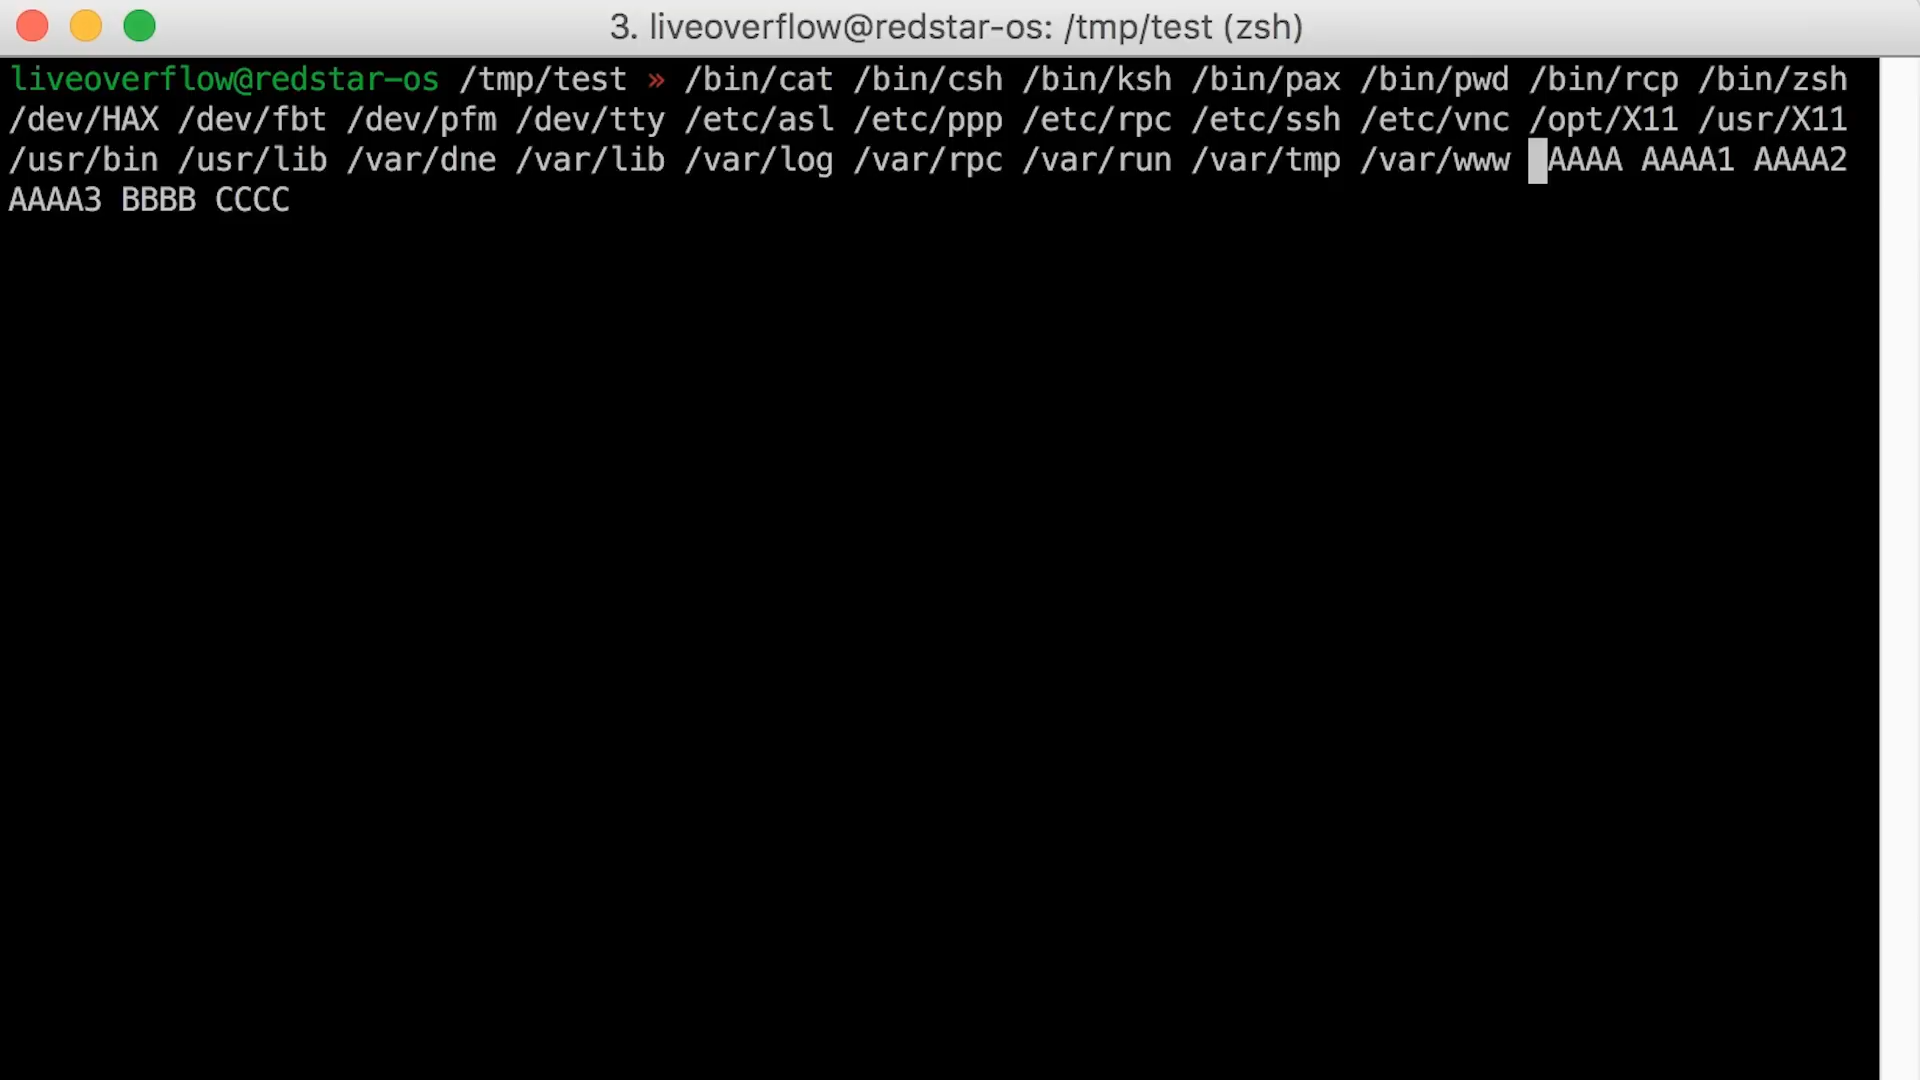 3. liveoverflow@redstar-os: /tmp/test (zsh)
liveoverflow@redstar-os /tmp/test » /bin/cat /bin/csh /bin/ksh /bin/pax /bin/pwd /bin/rcp /bin/zsh
/dev/HAX /dev/fbt /dev/pfm /dev/tty /etc/asl /etc/ppp /etc/rpc /etc/ssh /etc/vnc /opt/X11 /usr/X11
/usr/bin /usr/lib /var/dne /var/lib /var/log /var/rpc /var/run /var/tmp /var/www AAAA AAAA1 AAAA2
AAAA3 BBBB CCCC